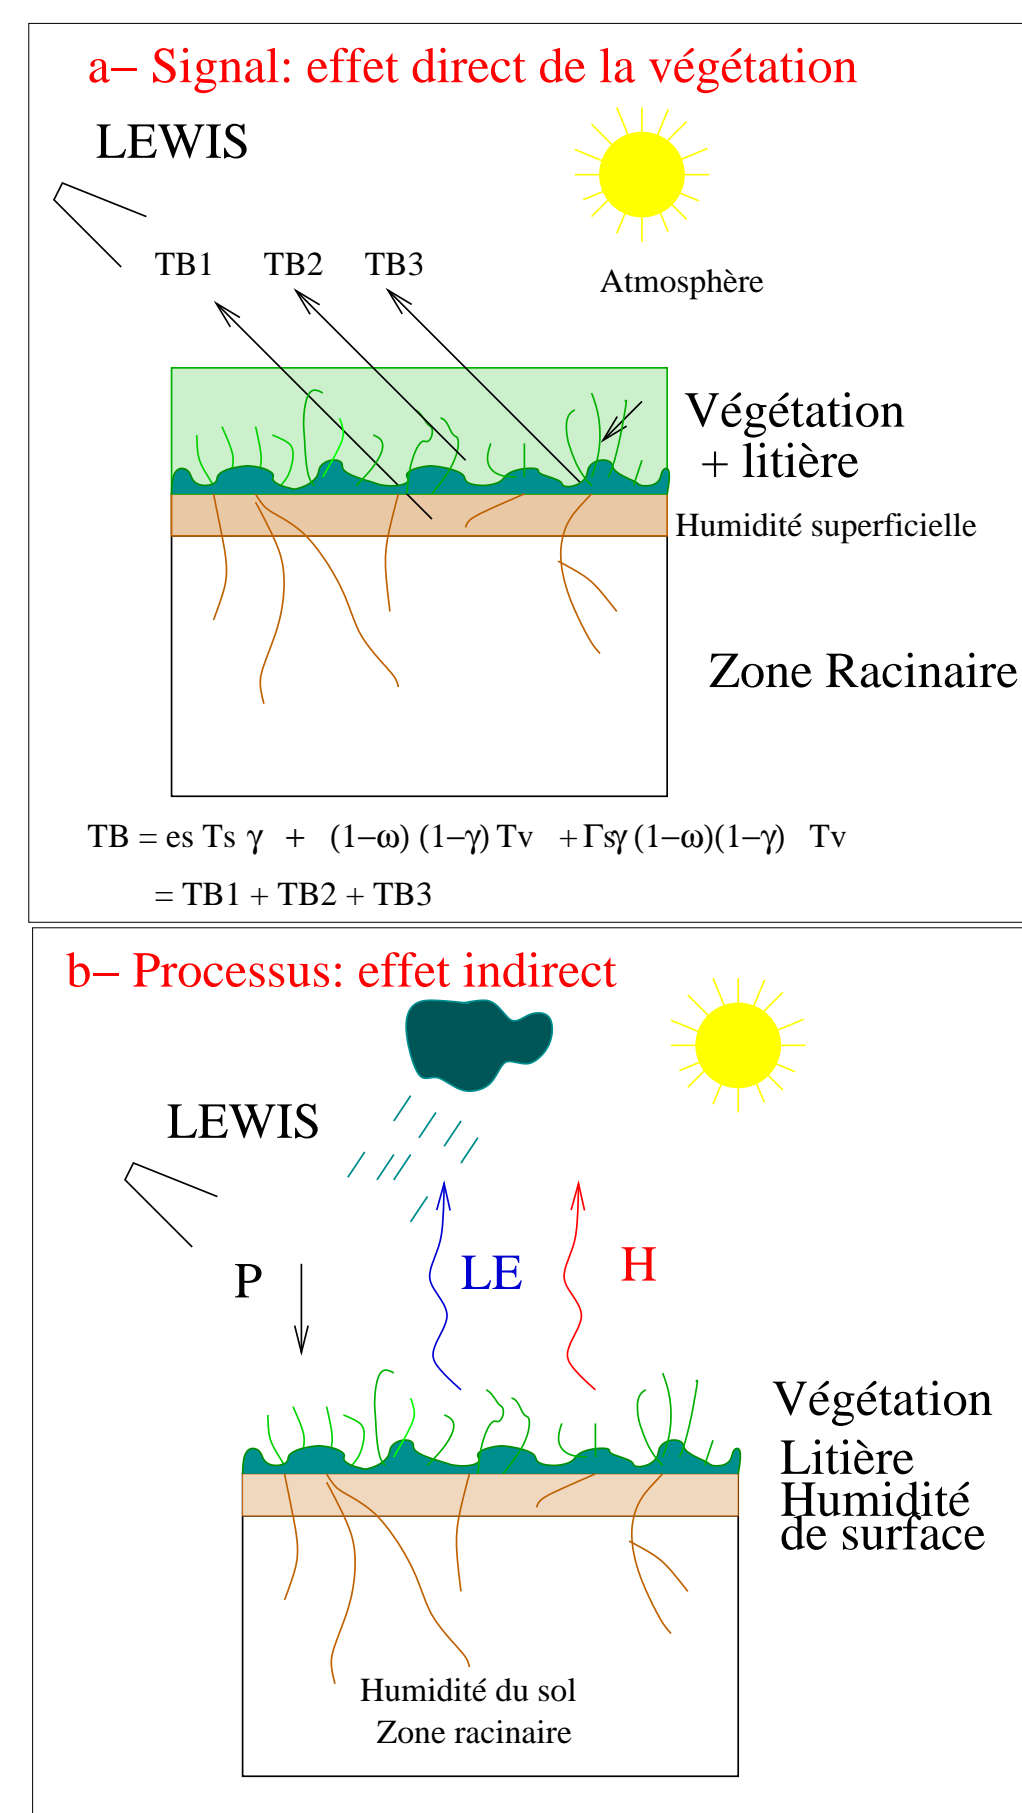 a− Signal: effet direct de la végétation
LEWIS
TB1 TB2 TB3
Atmosphère
Végétation
+ litière
Humidité superficielle
Zone Racinaire
TB = es Ts γ + (1−ω) (1−γ) Tv + Γsγ (1−ω)(1−γ) Tv
= TB1 + TB2 + TB3
b− Processus: effet indirect
LEWIS
P
LE
H
Végétation
Litière
Humidité
de surface
Humidité du sol
Zone racinaire